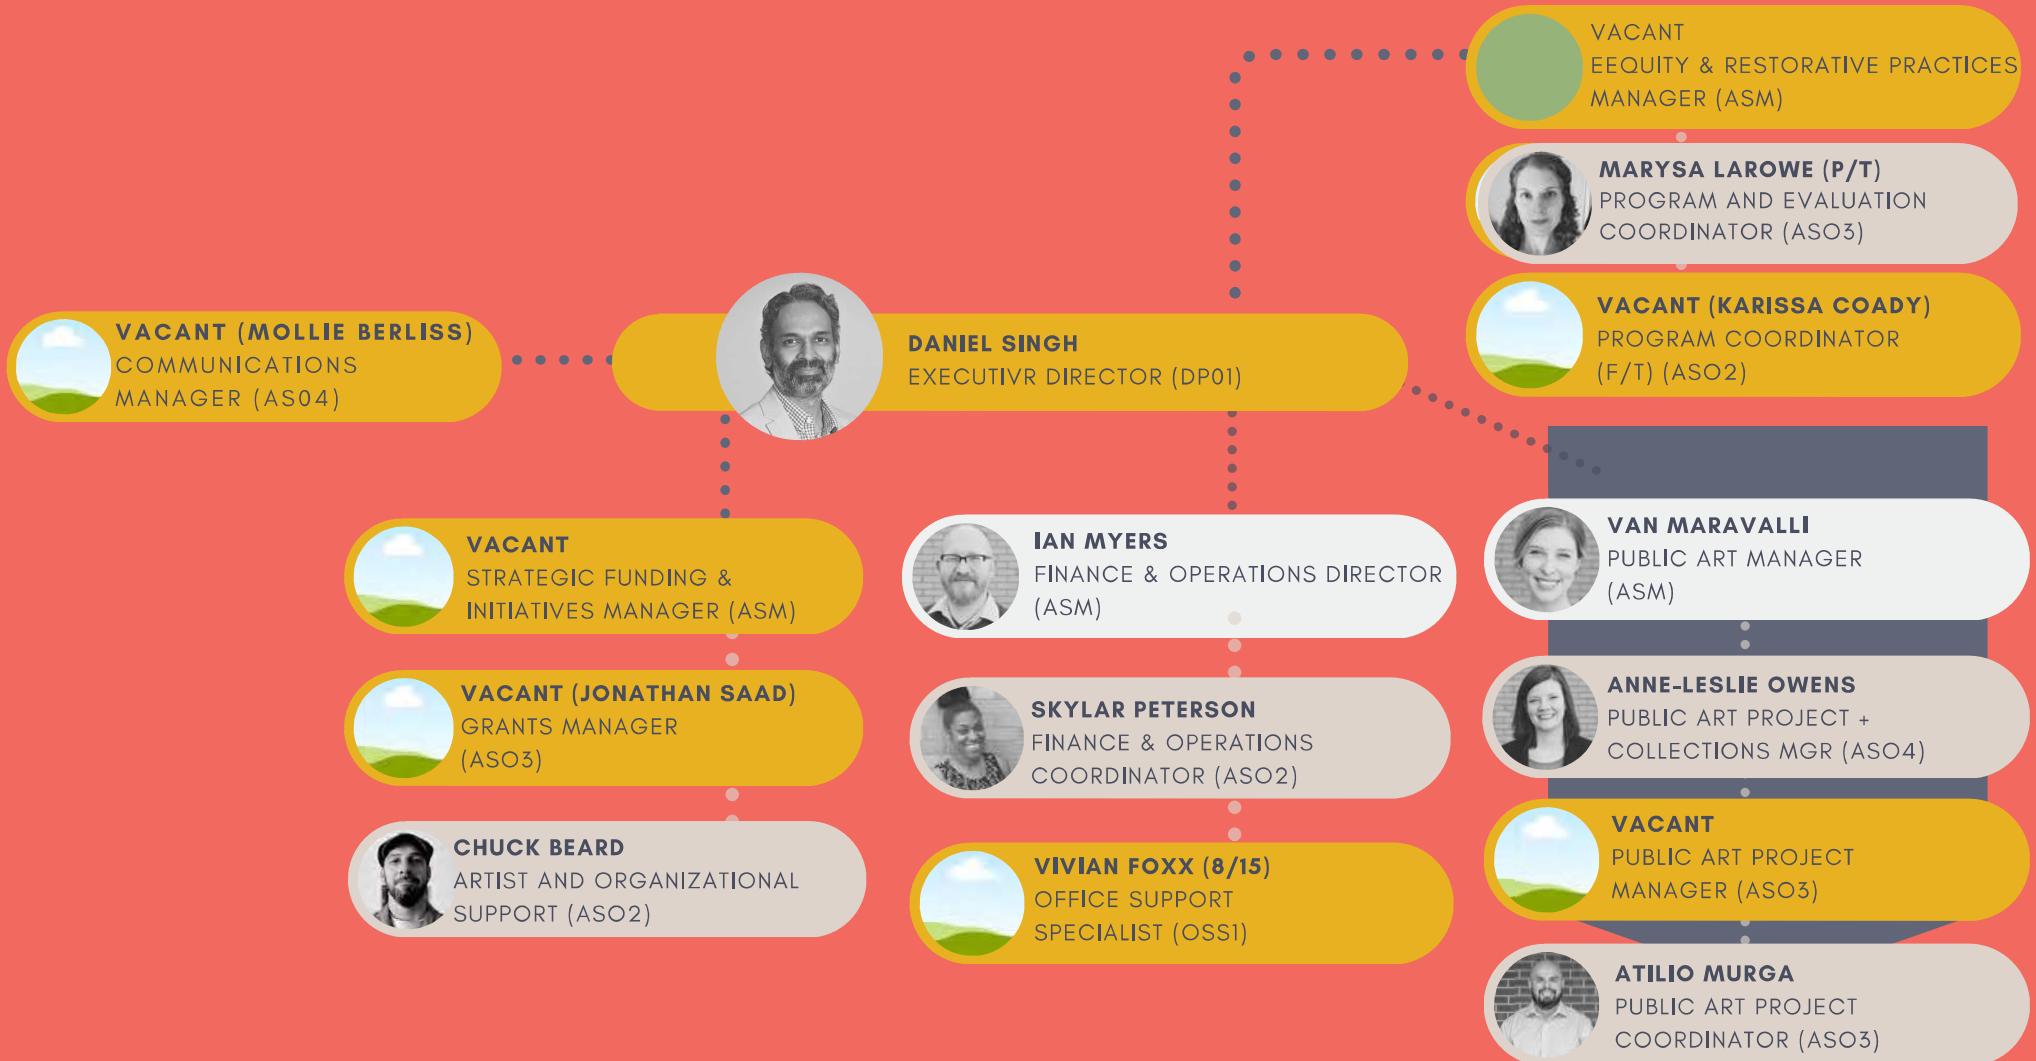 VACANT
EEQUITY & RESTORATIVE PRACTICES
MANAGER (ASM)
MARYSA LAROWE (P/T)
PROGRAM AND EVALUATION
COORDINATOR (ASO3)
VACANT (KARISSA COADY)
PROGRAM COORDINATOR
(F/T) (ASO2)
VACANT (MOLLIE BERLISS)
COMMUNICATIONS
MANAGER (AS04)
DANIEL SINGH
EXECUTIVR DIRECTOR (DP01)
VACANT
STRATEGIC FUNDING &
INITIATIVES MANAGER (ASM)
VACANT (JONATHAN SAAD)
GRANTS MANAGER
(ASO3)
CHUCK BEARD
ARTIST AND ORGANIZATIONAL
SUPPORT (ASO2)
IAN MYERS
FINANCE & OPERATIONS DIRECTOR
(ASM)
SKYLAR PETERSON
FINANCE & OPERATIONS
COORDINATOR (ASO2)
VIVIAN FOXX (8/15)
OFFICE SUPPORT
SPECIALIST (OSS1)
VAN MARAVALLI
PUBLIC ART MANAGER
(ASM)
ANNE-LESLIE OWENS
PUBLIC ART PROJECT +
COLLECTIONS MGR (ASO4)
VACANT
PUBLIC ART PROJECT
MANAGER (ASO3)
ATILIO MURGA
PUBLIC ART PROJECT
COORDINATOR (ASO3)